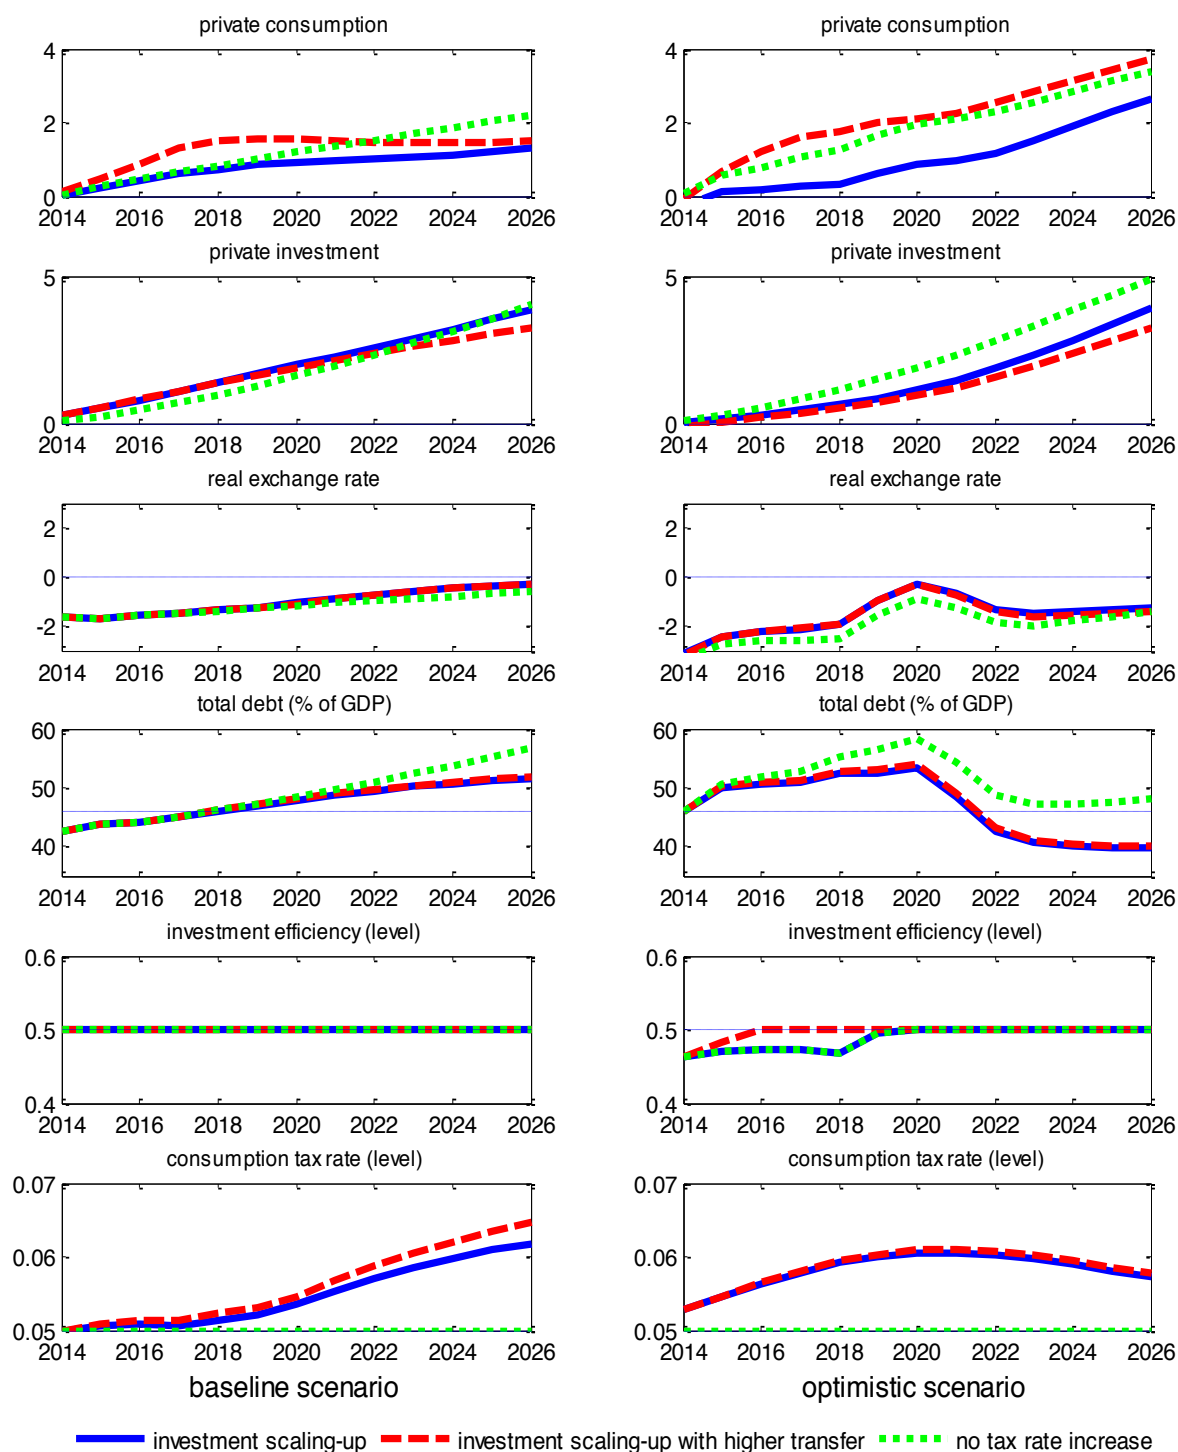 private consumption
private consumption
4
2
0
2014 2016 2018 2020 2022 2024 2026
4
3
2
1
0
2014 2016 2018 2020 2022 2024 2026
private investment
private investment
5
0
2014 2016 2018 2020 2022 2024 2026
5
0
2014 2016 2018 2020 2022 2024 2026
real exchange rate
real exchange rate
2
0
-2
2014 2016 2018 2020 2022 2024 2026
2
0
-2
2014 2016 2018 2020 2022 2024 2026
total debt (% of GDP)
total debt (% of GDP)
60
50
40
2014 2016 2018 2020 2022 2024 2026
60
50
40
2014 2016 2018 2020 2022 2024 2026
investment efficiency (level)
investment efficiency (level)
0.6
0.5
0.4
2014 2016 2018 2020 2022 2024 2026
0.6
0.5
0.4
2014 2016 2018 2020 2022 2024 2026
consumption tax rate (level)
consumption tax rate (level)
0.07
0.06
0.05
2014 2016 2018 2020 2022 2024 2026
0.07
0.06
0.05
2014 2016 2018 2020 2022 2024 2026
baseline scenario
optimistic scenario
investment scaling-up investment scaling-up with higher transfer no tax rate increase